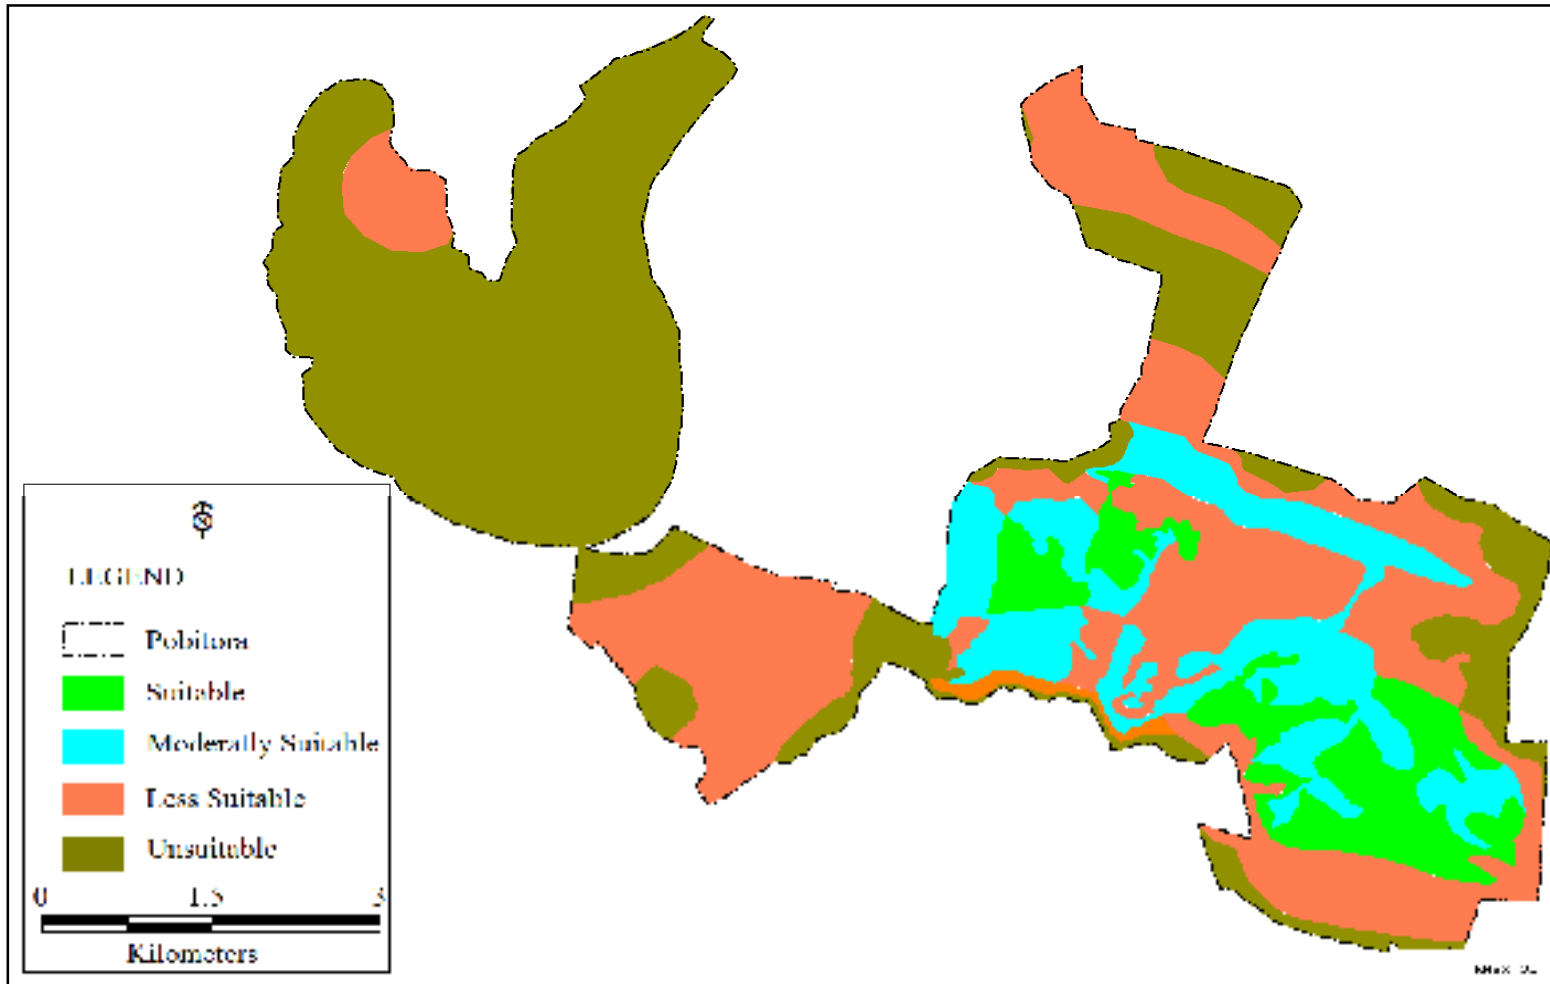 LEGEND
Pobitora
Suitable
Moderatly Suitable
Less Suitable
Unsuitable
0 1.5 3
Kilometers